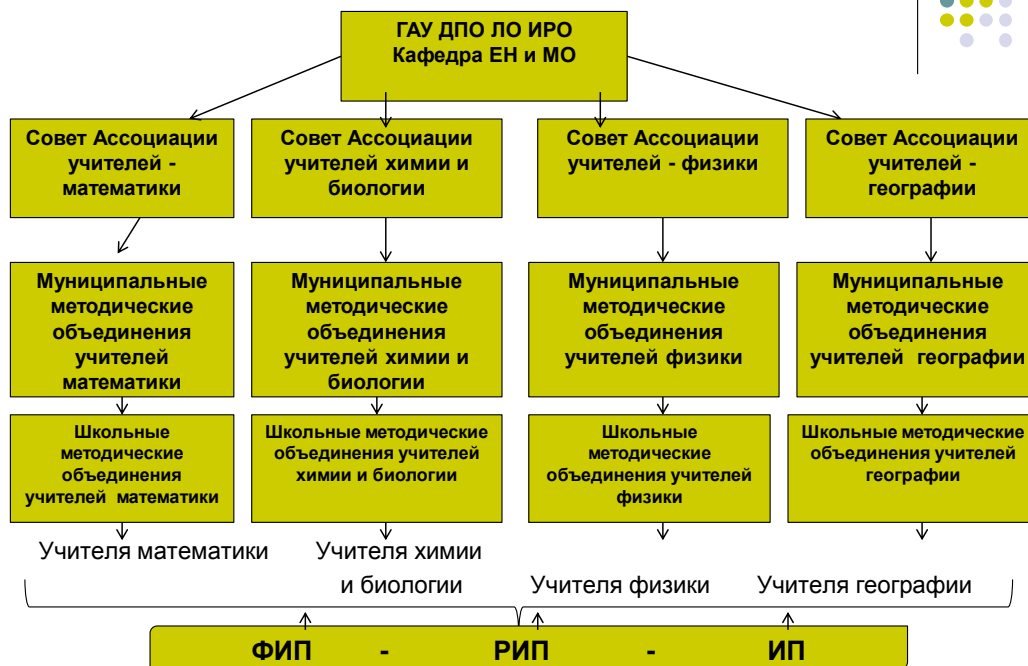 ГАУ ДПО ЛО ИРО
Кафедра ЕН и МО
Совет Ассоциации
учителей -
математики
Совет Ассоциации
учителей химии и
биологии
Совет Ассоциации
учителей - физики
Совет Ассоциации
учителей -
географии
Муниципальные
методические
объединения
учителей
математики
Муниципальные
методические
объединения
учителей химии и
биологии
Муниципальные
методические
объединения
учителей физики
Муниципальные
методические
объединения
учителей географии
Школьные
методические
объединения
учителей математики
Школьные методические
объединения учителей
химии и биологии
Школьные
методические
объединения учителей
физики
Школьные методические
объединения учителей
географии
Учителя математики
Учителя химии
и биологии
Учителя физики
Учителя географии
ФИП - РИП - ИП